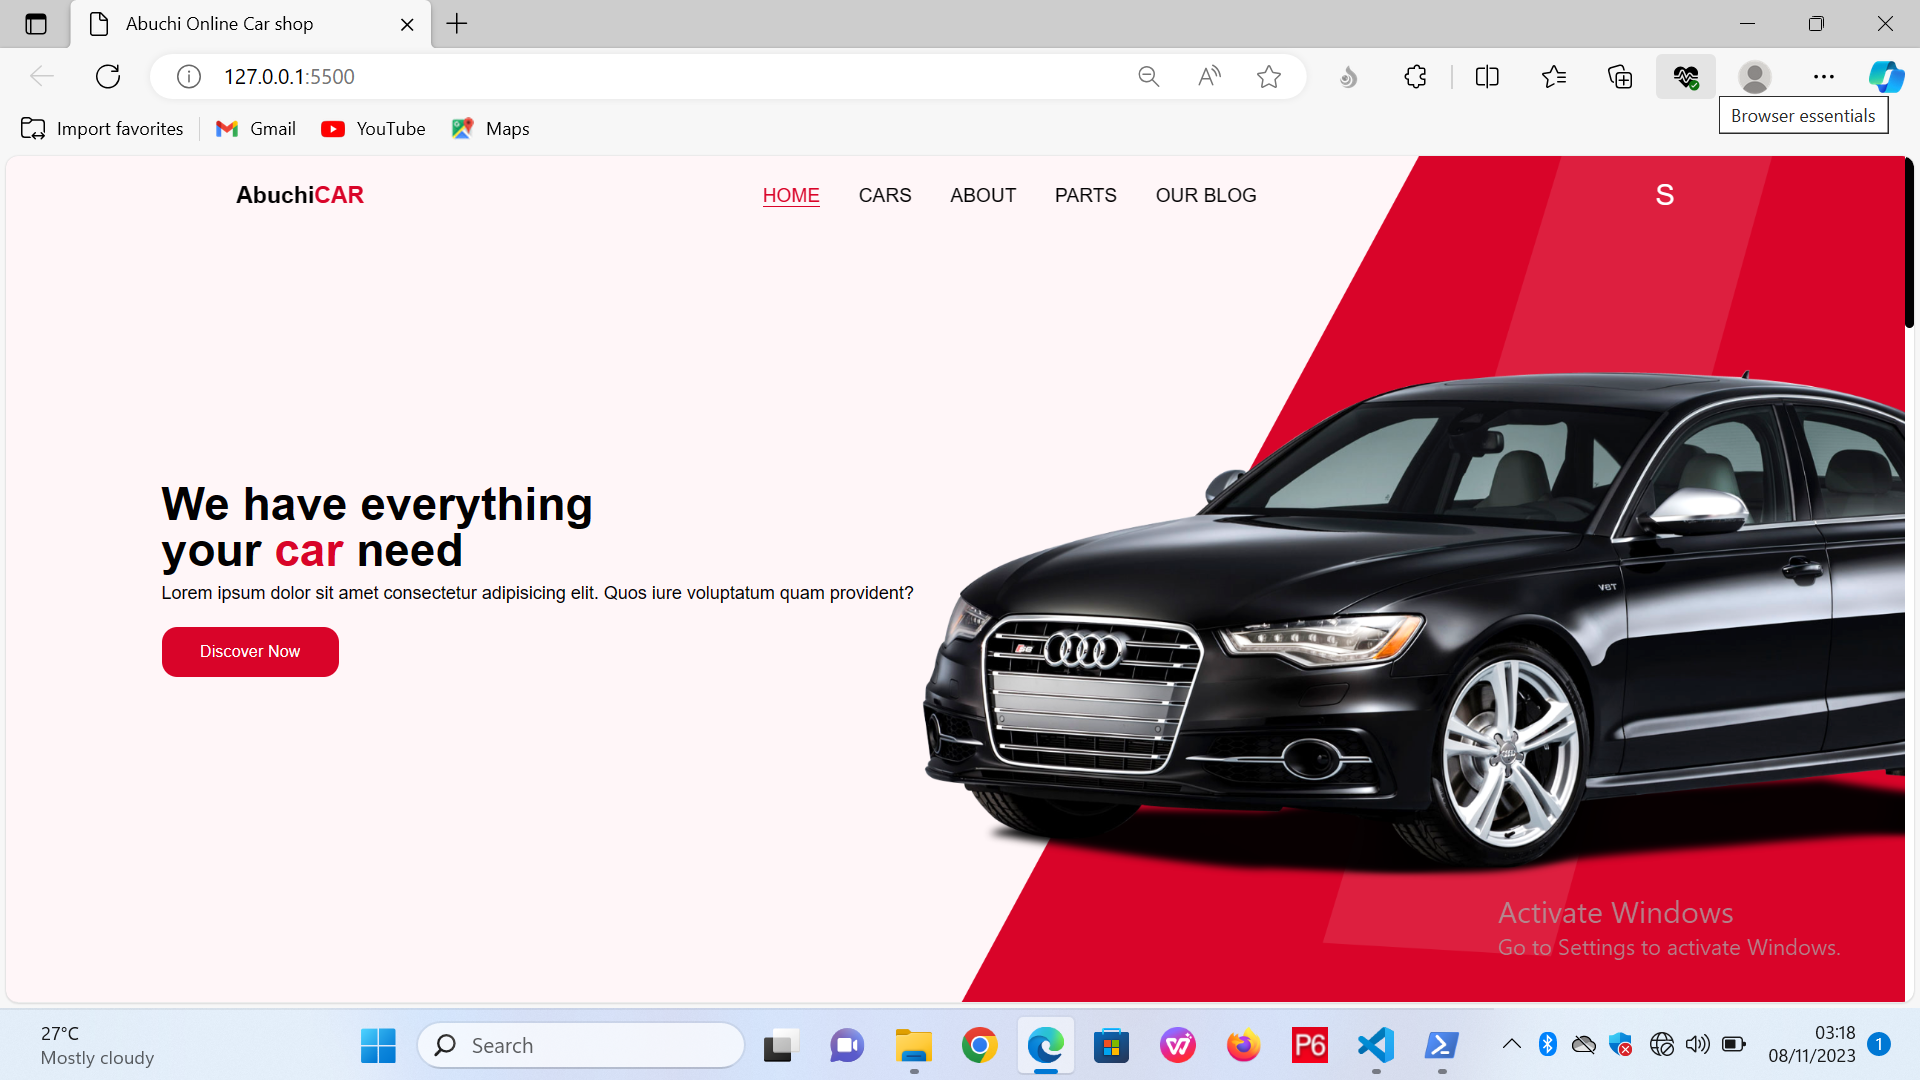 Abuchi Online Car shop
127.0.0.1:5500
Import favorites
Gmail
YouTube
Maps
Browser essentials
AbuchiCAR
HOME
CARS
ABOUT
PARTS
OUR BLOG
S
We have everything
your car need
Lorem ipsum dolor sit amet consectetur adipisicing elit. Quos iure voluptatum quam provident?
Discover Now
V8T
Activate Windows
Go to Settings to activate Windows.
27°C
Mostly cloudy
Search
P6
03:18
08/11/2023
1